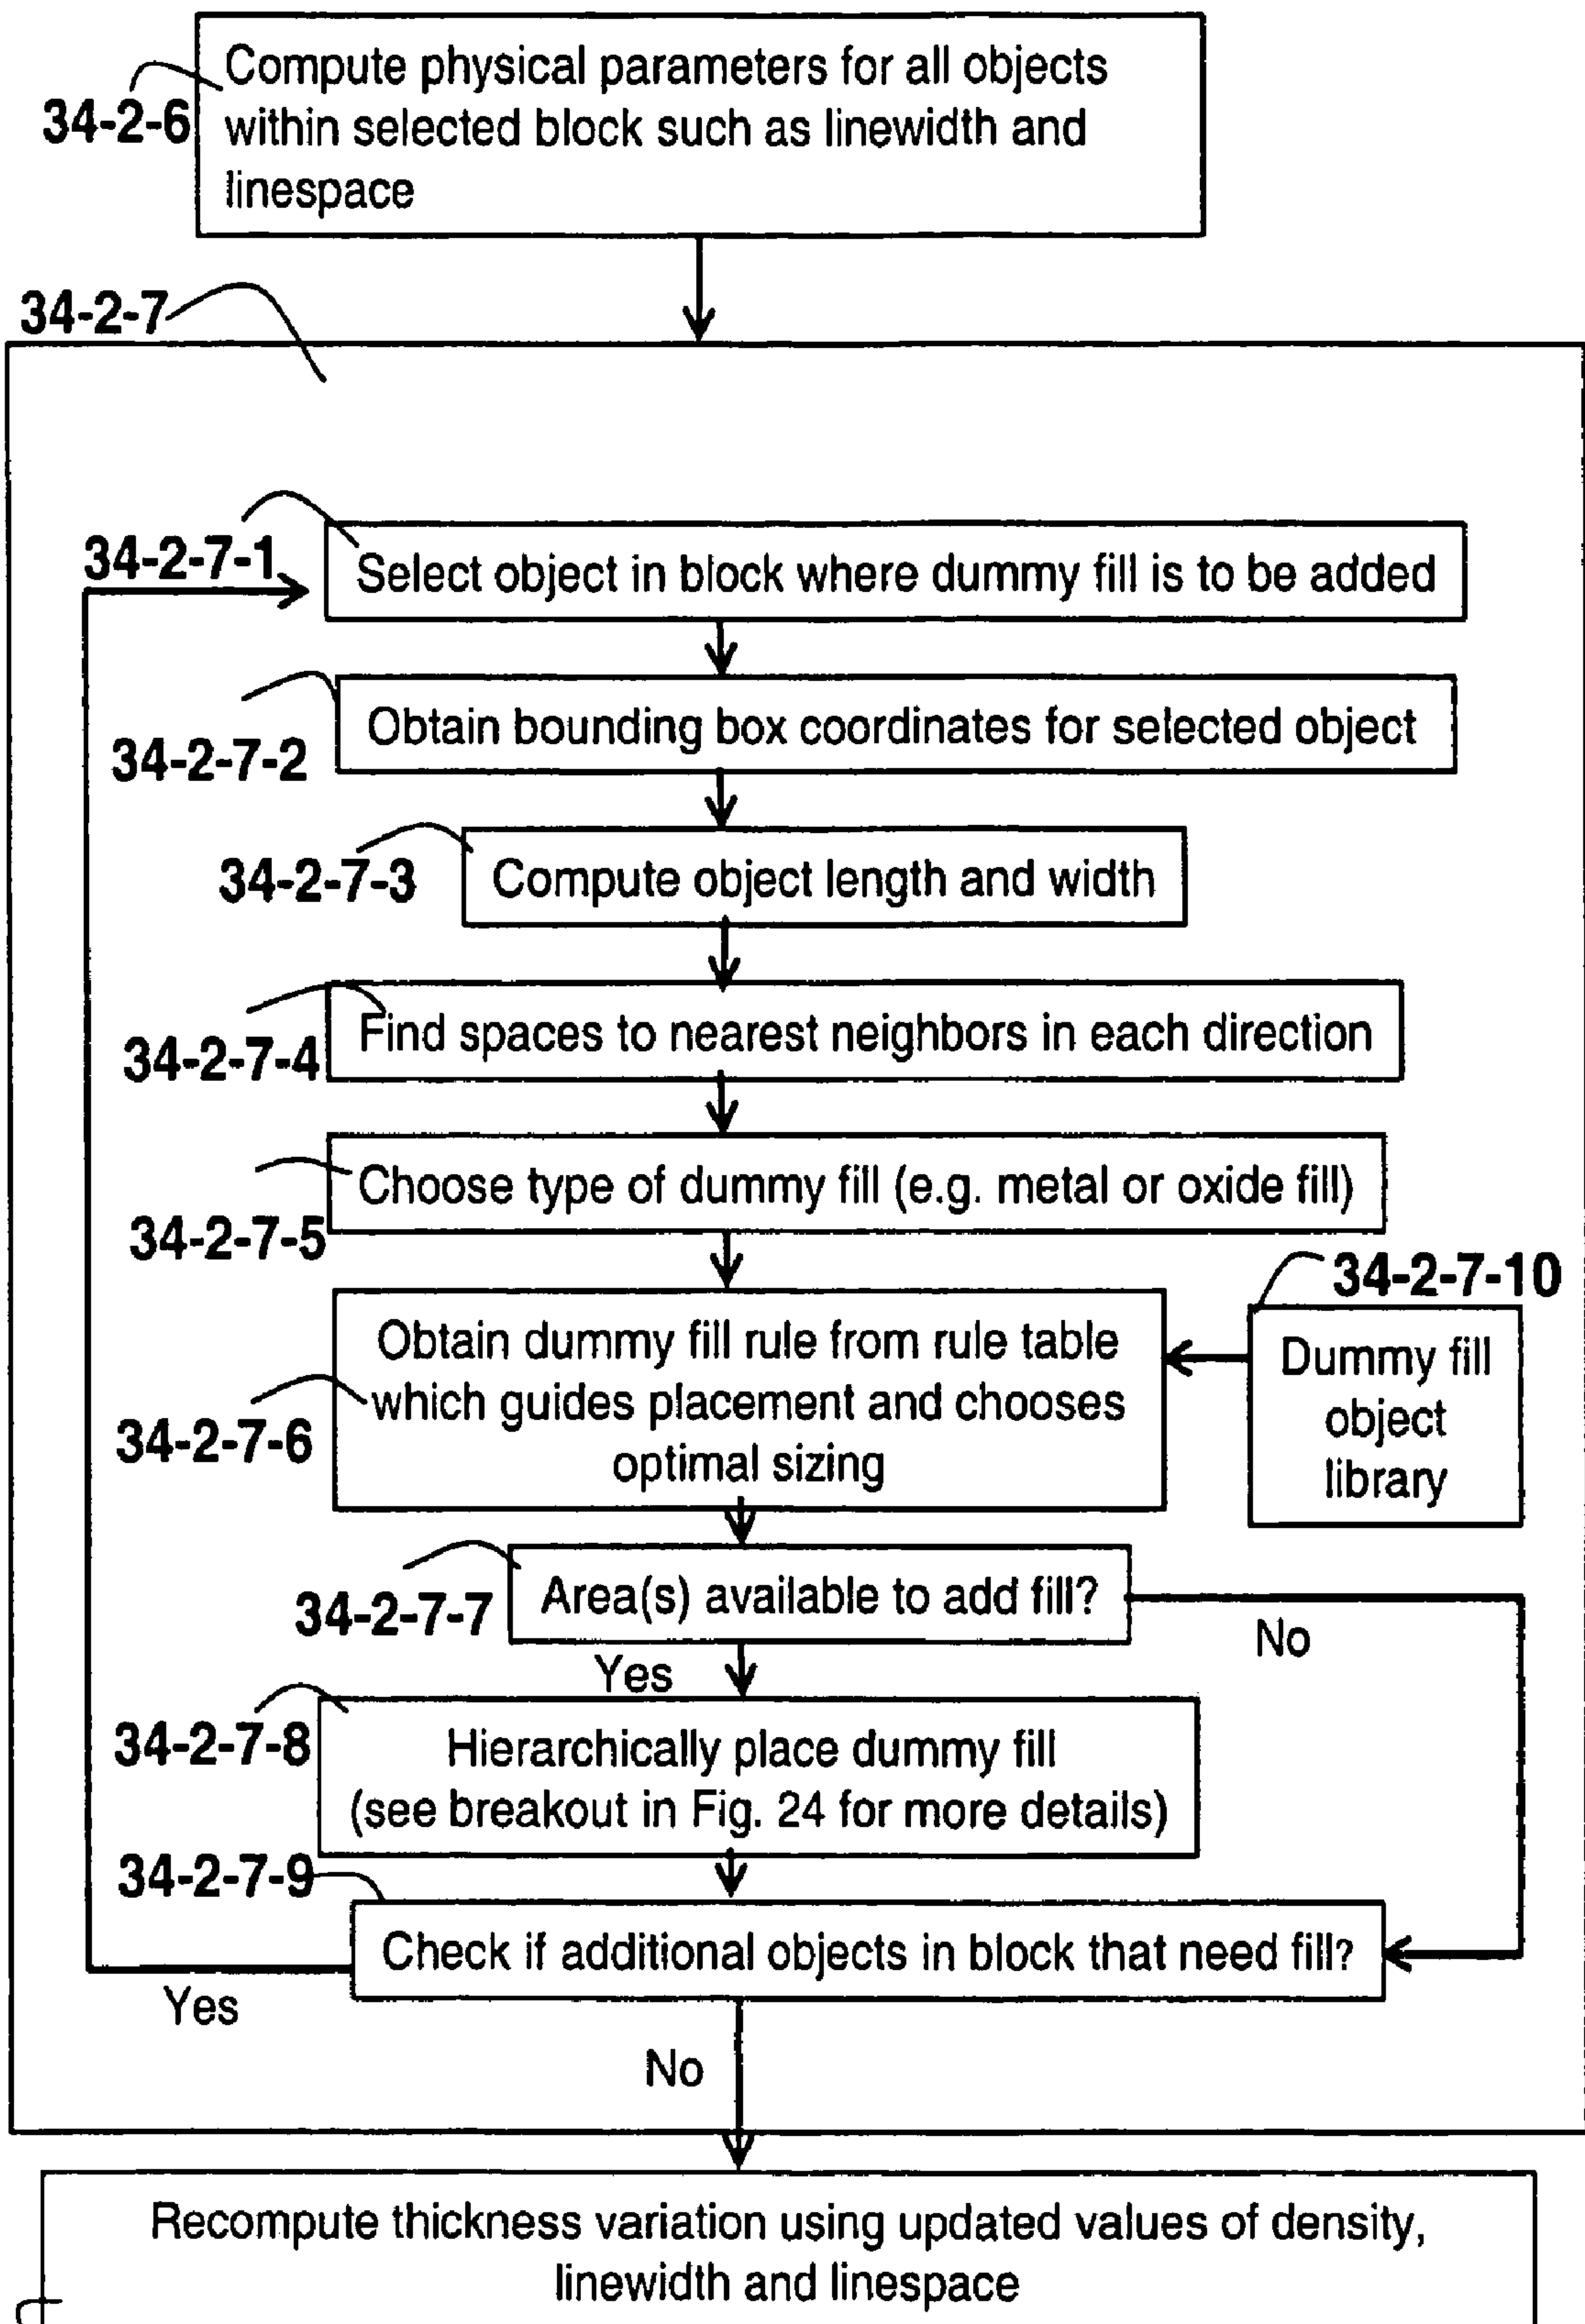 Compute physical parameters for all objects
34-2-6
within selected block such as linewidth and
linespace
34-2-7
34-2-7-1
Select object in block where dummy fill is to be added
Obtain bounding box coordinates for selected object
34-2-7-2
Compute object length and width
34-2-7-3
Find spaces to nearest neighbors in each direction
34-2-7-4
Choose type of dummy fill (e.g. metal or oxide fill)
34-2-7-5
34-2-7-10
Obtain dummy fill rule from rule table
which guides placement and chooses
optimal sizing
34-2-7-6
Dummy fill
object
library
Area(s) available to add fill?
34-2-7-7
No
Yes
34-2-7-8
Hierarchically place dummy fill
(see breakout in Fig. 24 for more details)
34-2-7-9
Check if additional objects in block that need fill?
Yes
No
Recompute thickness variation using updated values of density,
linewidth and linespace